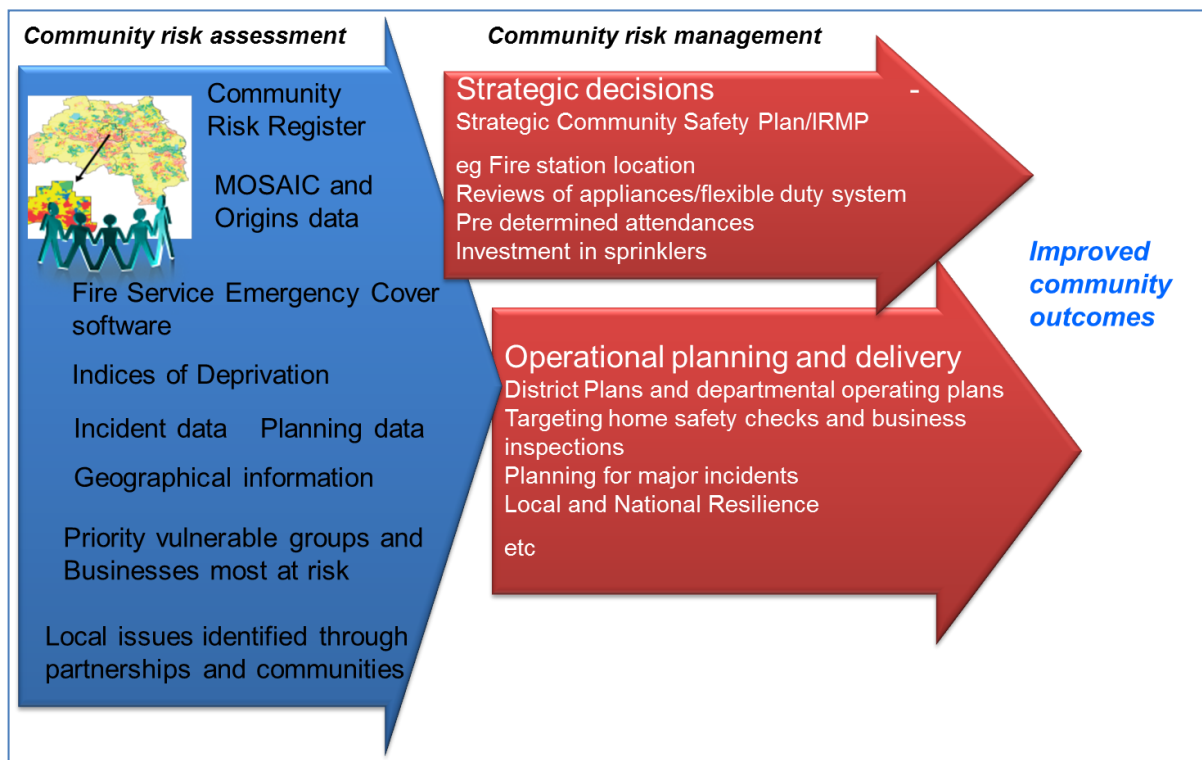 Community risk assessment
Community
Risk Register
MOSAIC and
Origins data
Fire Service Emergency Cover
software
Indices of Deprivation
Incident data Planning data
Geographical information
Priority vulnerable groups and
Businesses most at risk
Local issues identified through
partnerships and communities
Community risk management
Strategic decisions -
Strategic Community Safety Plan/IRMP
eg Fire station location
Reviews of appliances/flexible duty system
Pre determined attendances
Investment in sprinklers
Operational planning and delivery
District Plans and departmental operating plans
Targeting home safety checks and business
inspections
Planning for major incidents
Local and National Resilience
etc
Improved
community
outcomes